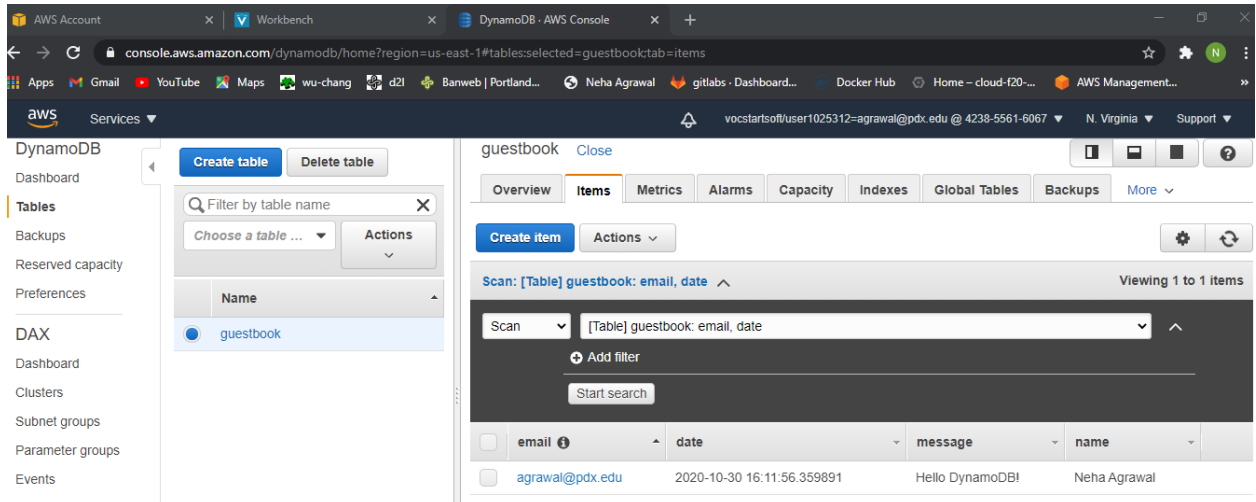 AWS Account
Workbench
DynamoDB · AWS Console
console.aws.amazon.com/dynamodb/home?region=us-east-1#tables:selected=guestbook;tab=items
N
Apps Gmail YouTube Maps wu-chang d2l Banweb | Portland... Neha Agrawal gitlabs · Dashboard... Docker Hub Home – cloud-f20-... AWS Management... »
aws Services vocstartsoft/user1025312=agrawal@pdx.edu @ 4238-5561-6067 N. Virginia Support
DynamoDB
Dashboard
Tables
Backups
Reserved capacity
Preferences
DAX
Dashboard
Clusters
Subnet groups
Parameter groups
Events
Create table Delete table
Filter by table name
Choose a table ... Actions
Name
guestbook
guestbook Close
Overview Items Metrics Alarms Capacity Indexes Global Tables Backups More
Create item Actions
Scan: [Table] guestbook: email, date Viewing 1 to 1 items
Scan [Table] guestbook: email, date
Add filter
Start search
email date message name
agrawal@pdx.edu 2020-10-30 16:11:56.359891 Hello DynamoDB! Neha Agrawal